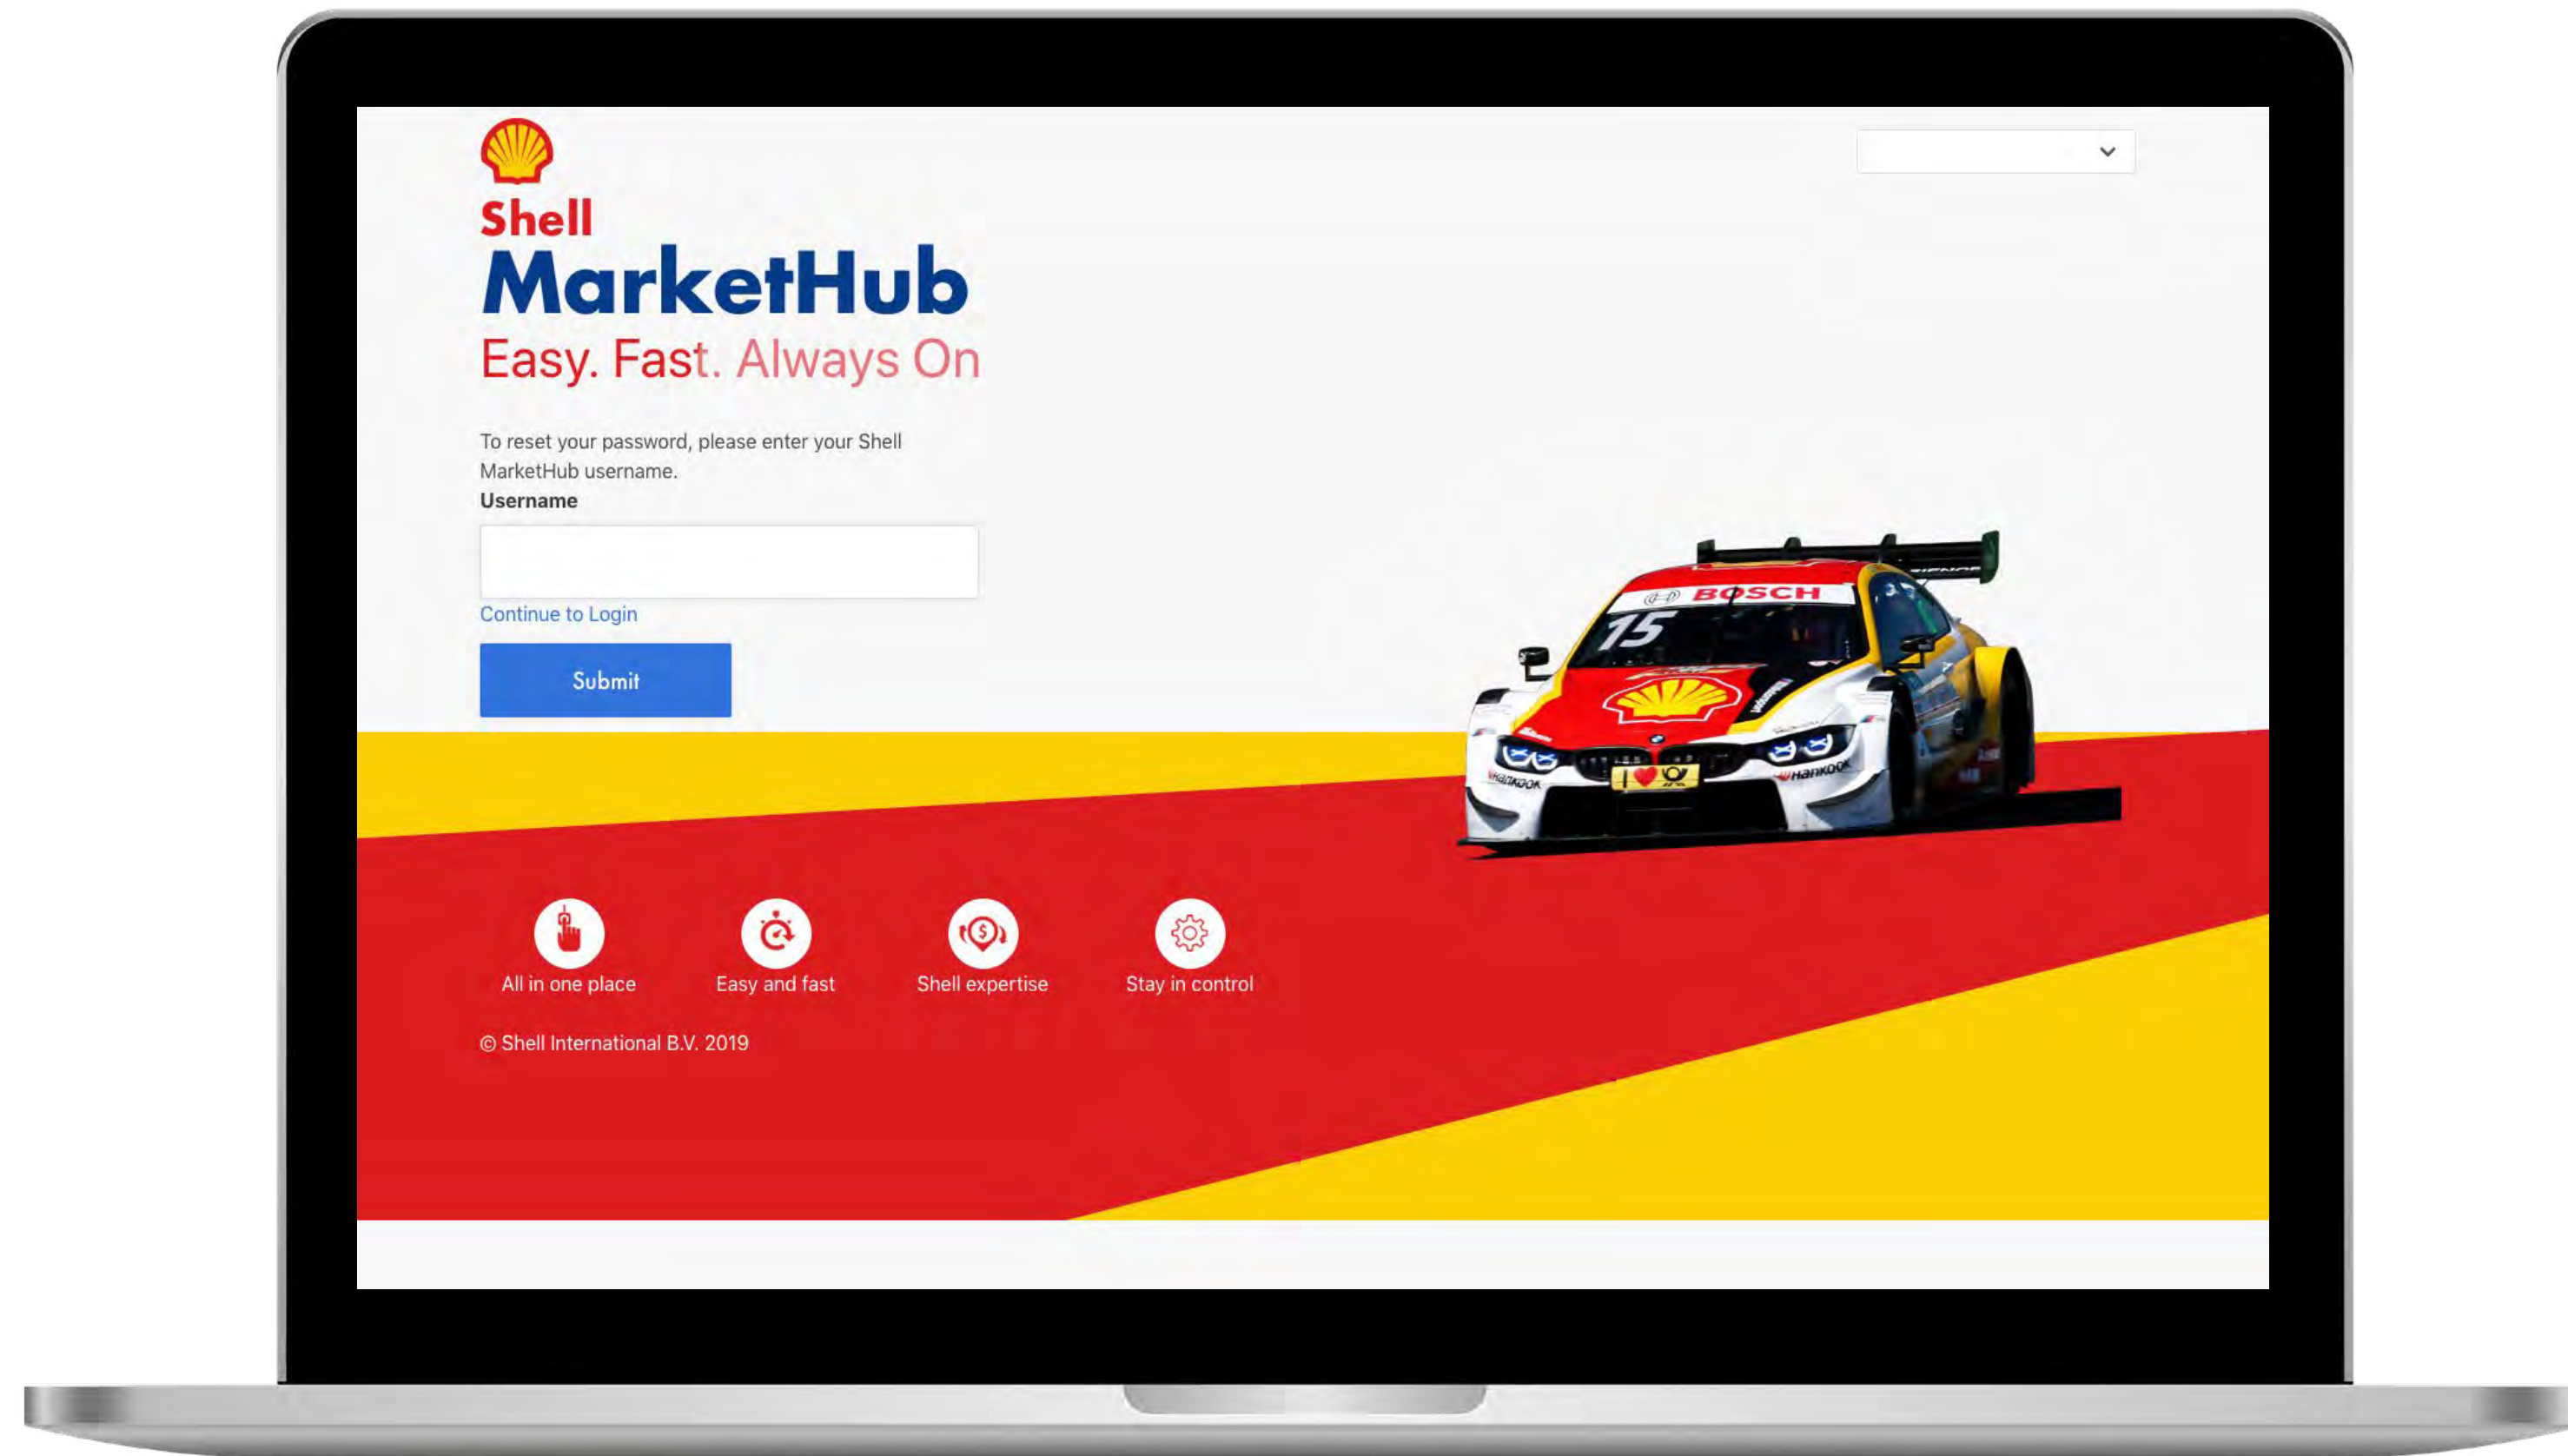 Shell
MarketHub
Easy. Fast. Always On
To reset your password, please enter your Shell
MarketHub username.
Username
Continue to Login
Submit
BOSCH
15
HANKOOK
HANKOOK
All in one place
Easy and fast
Shell expertise
Stay in control
© Shell International B.V. 2019